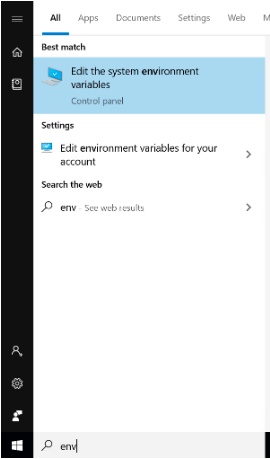 All Apps Documents Settings Web M
Best match
Edit the system environment
variables
Control panel
Settings
Edit environment variables for your
account
Search the web
env - See web results
env